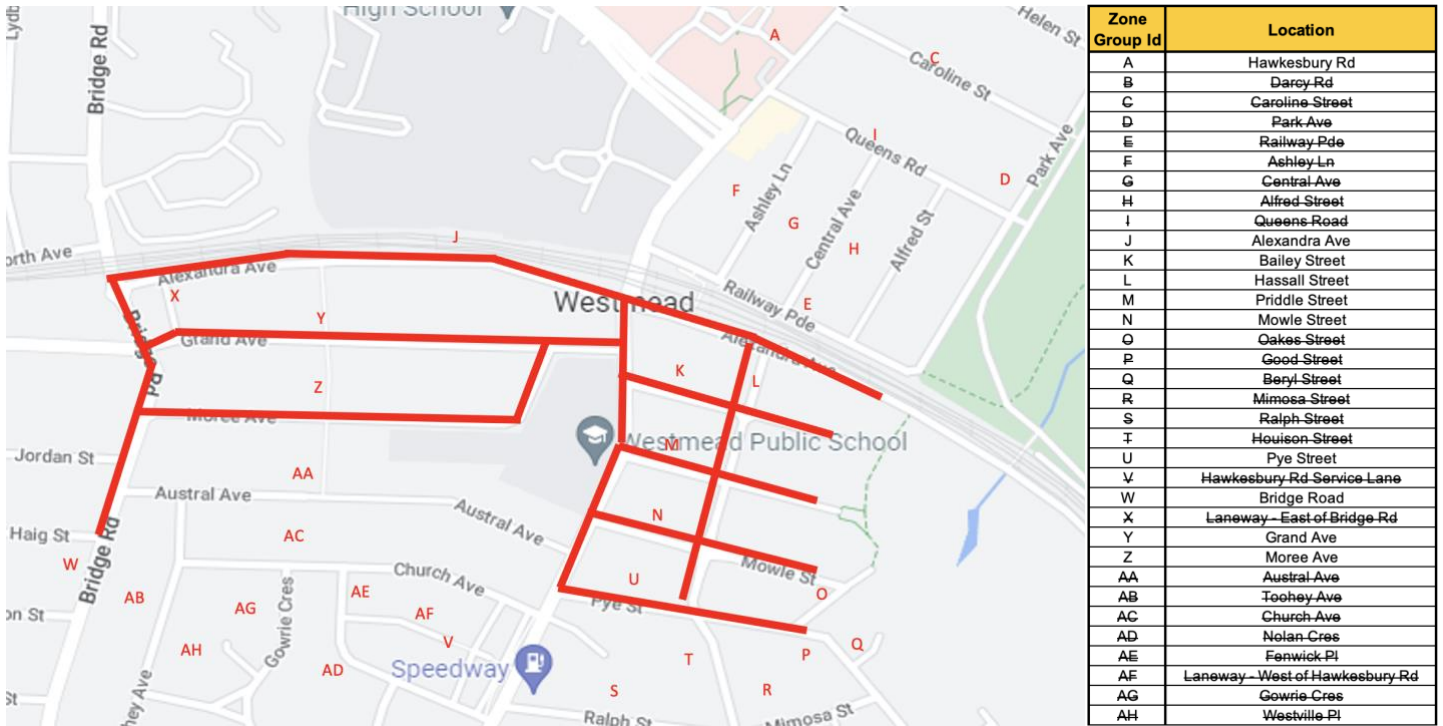 High School
Lydb
Bridge Rd
A
C
Helen St
Caroline St
I
Queens Rd
D
Park Ave
F
Ashley Ln
G
Central Ave
H
Alfred St
J
orth Ave
Alexandra Ave
X
Westmead
Railway Pde
E
Y
Bridge Rd
Grand Ave
Alexandra Ave
K
L
Z
Moree Ave
Westmead Public School
M
Jordan St
AA
Austral Ave
Austral Ave
N
Haig St
AC
W
Bridge Rd
Mowle St
Church Ave
U
O
AB
AE
on St
AG
Gowrie Cres
AF
Pye St
V
AH
AD
Speedway
T
P
Q
S
R
St
hey Ave
Ralph St
Mimosa St
Zone Group Id Location
A Hawkesbury Rd
B Darcy Rd
C Caroline Street
D Park Ave
E Railway Pde
F Ashley Ln
G Central Ave
H Alfred Street
I Queens Road
J Alexandra Ave
K Bailey Street
L Hassall Street
M Priddle Street
N Mowle Street
O Oakes Street
P Good Street
Q Beryl Street
R Mimosa Street
S Ralph Street
T Houison Street
U Pye Street
V Hawkesbury Rd Service Lane
W Bridge Road
X Laneway - East of Bridge Rd
Y Grand Ave
Z Moree Ave
AA Austral Ave
AB Toohey Ave
AC Church Ave
AD Nolan Cres
AE Fenwick Pl
AF Laneway - West of Hawkesbury Rd
AG Gowrie Cres
AH Westville Pl